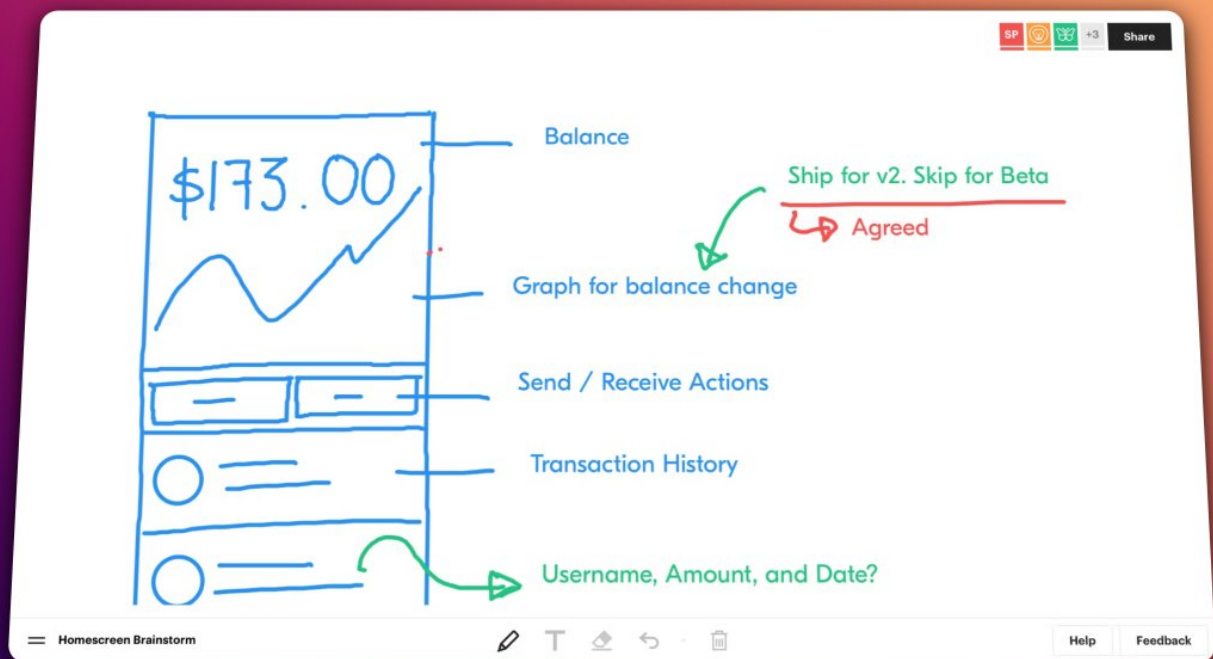 SP
+3
Share
Balance
$173.00
Ship for v2. Skip for Beta
Agreed
Graph for balance change
Send / Receive Actions
Transaction History
Username, Amount, and Date?
Homescreen Brainstorm
T
Help
Feedback